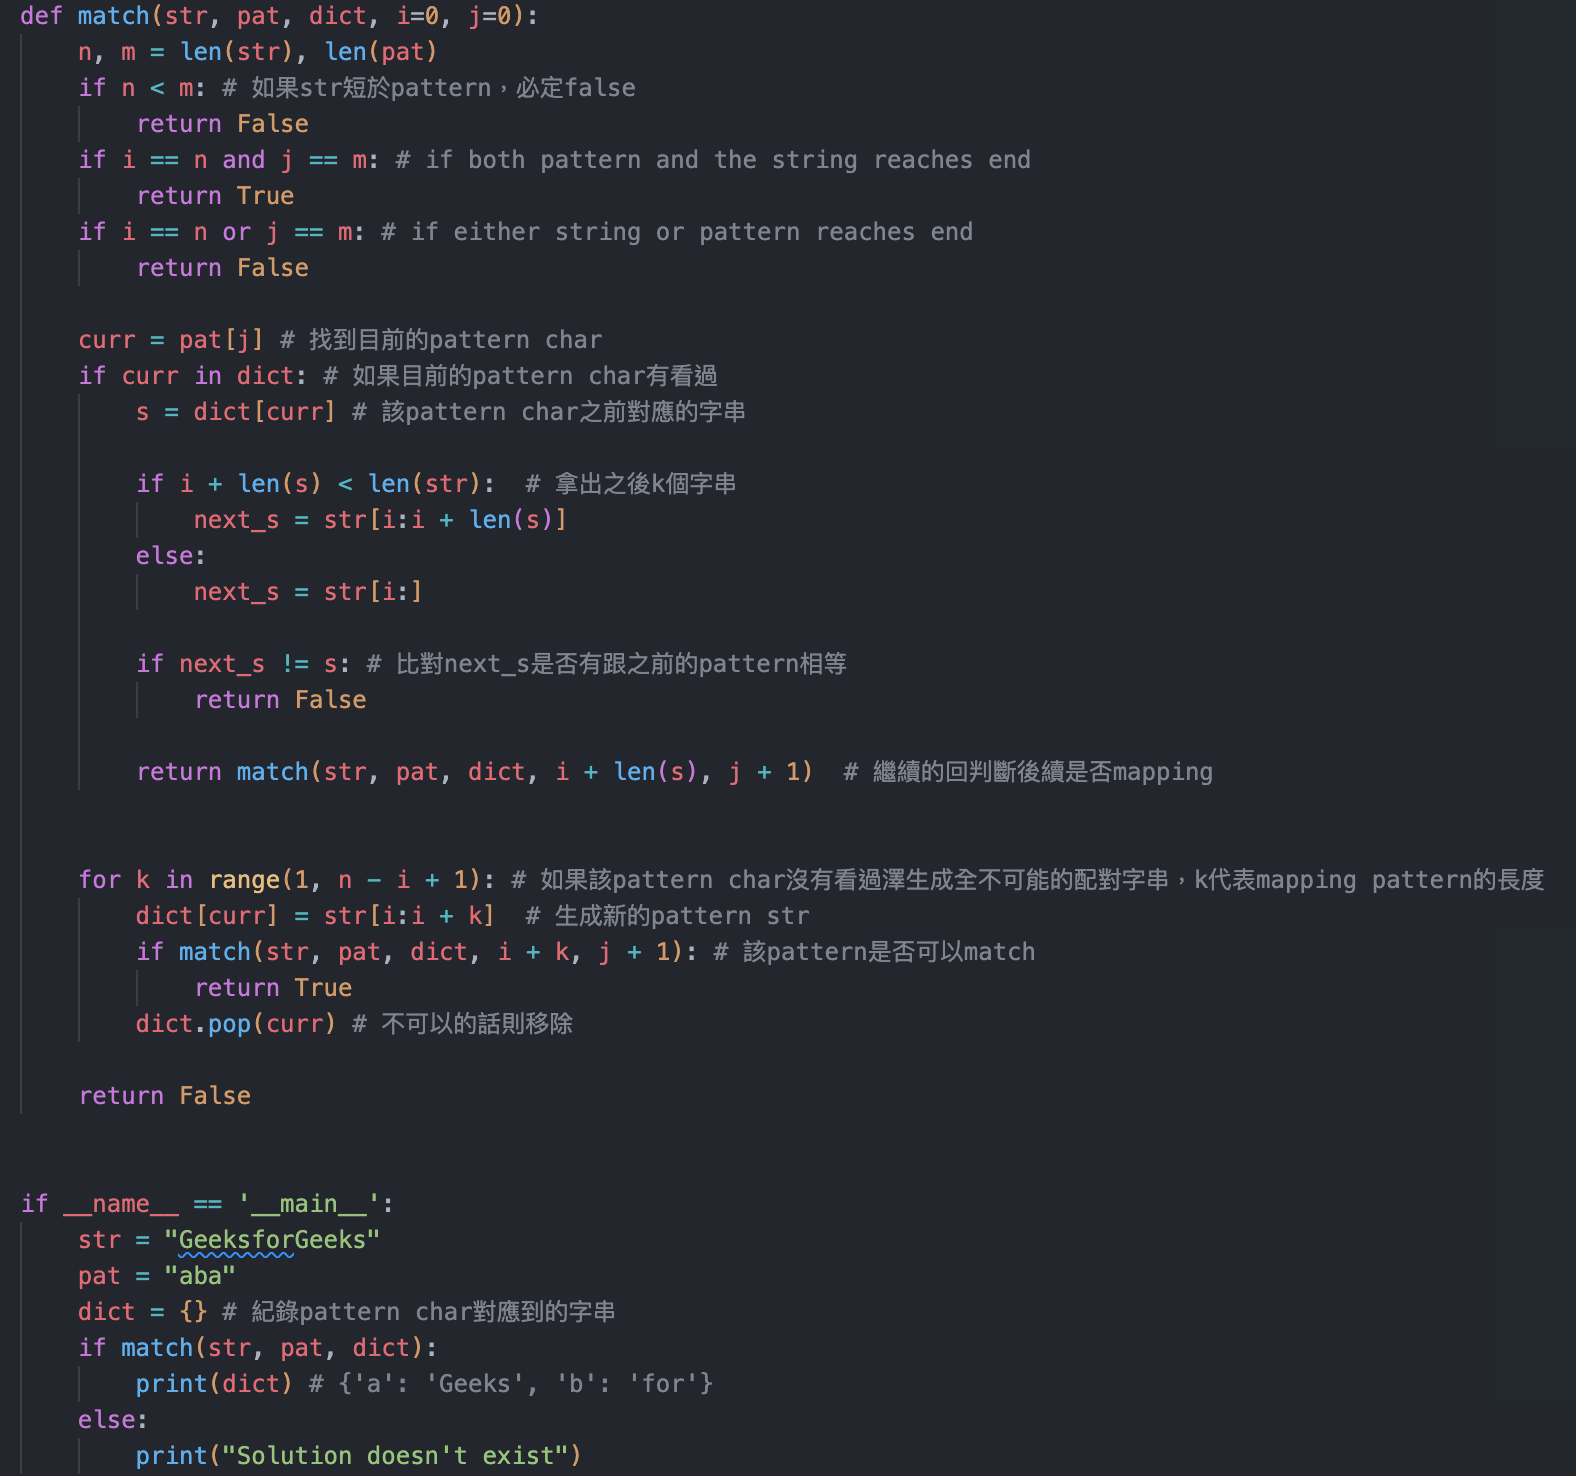 def match(str, pat, dict, i=0, j=0):
    n, m = len(str), len(pat)
    if n < m: # 如果str短於pattern，必定false
        return False
    if i == n and j == m: # if both pattern and the string reaches end
        return True
    if i == n or j == m: # if either string or pattern reaches end
        return False

    curr = pat[j] # 找到目前的pattern char
    if curr in dict: # 如果目前的pattern char有看過
        s = dict[curr] # 該pattern char之前對應的字串

        if i + len(s) < len(str):  # 拿出之後k個字串
            next_s = str[i:i + len(s)]
        else:
            next_s = str[i:]

        if next_s != s: # 比對next_s是否有跟之前的pattern相等
            return False

        return match(str, pat, dict, i + len(s), j + 1)  # 繼續的回判斷後續是否mapping


    for k in range(1, n - i + 1): # 如果該pattern char沒有看過澤生成全不可能的配對字串，k代表mapping pattern的長度
        dict[curr] = str[i:i + k]  # 生成新的pattern str
        if match(str, pat, dict, i + k, j + 1): # 該pattern是否可以match
            return True
        dict.pop(curr) # 不可以的話則移除

    return False


if __name__ == '__main__':
    str = "GeeksforGeeks"
    pat = "aba"
    dict = {} # 紀錄pattern char對應到的字串
    if match(str, pat, dict):
        print(dict) # {'a': 'Geeks', 'b': 'for'}
    else:
        print("Solution doesn't exist")